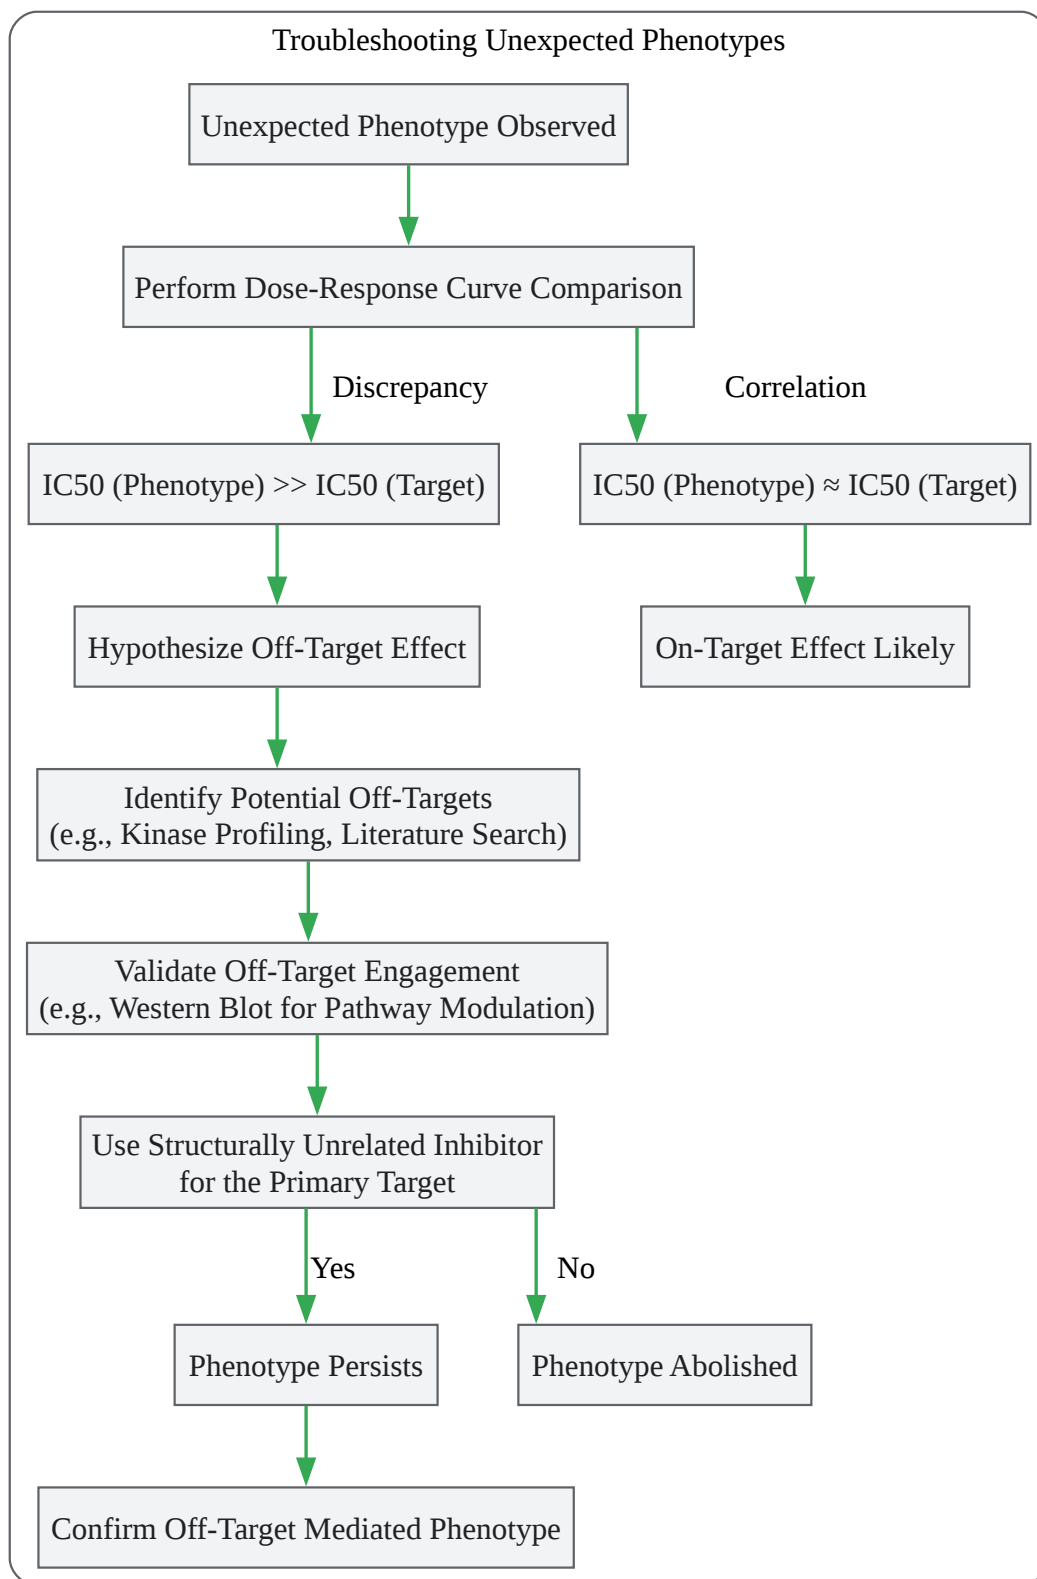 Troubleshooting Unexpected Phenotypes
Unexpected Phenotype Observed
Perform Dose-Response Curve Comparison
Discrepancy
Correlation
IC50 (Phenotype) >> IC50 (Target)
IC50 (Phenotype) ≈ IC50 (Target)
Hypothesize Off-Target Effect
On-Target Effect Likely
Identify Potential Off-Targets
(e.g., Kinase Profiling, Literature Search)
Validate Off-Target Engagement
(e.g., Western Blot for Pathway Modulation)
Use Structurally Unrelated Inhibitor
for the Primary Target
Yes
No
Phenotype Persists
Phenotype Abolished
Confirm Off-Target Mediated Phenotype